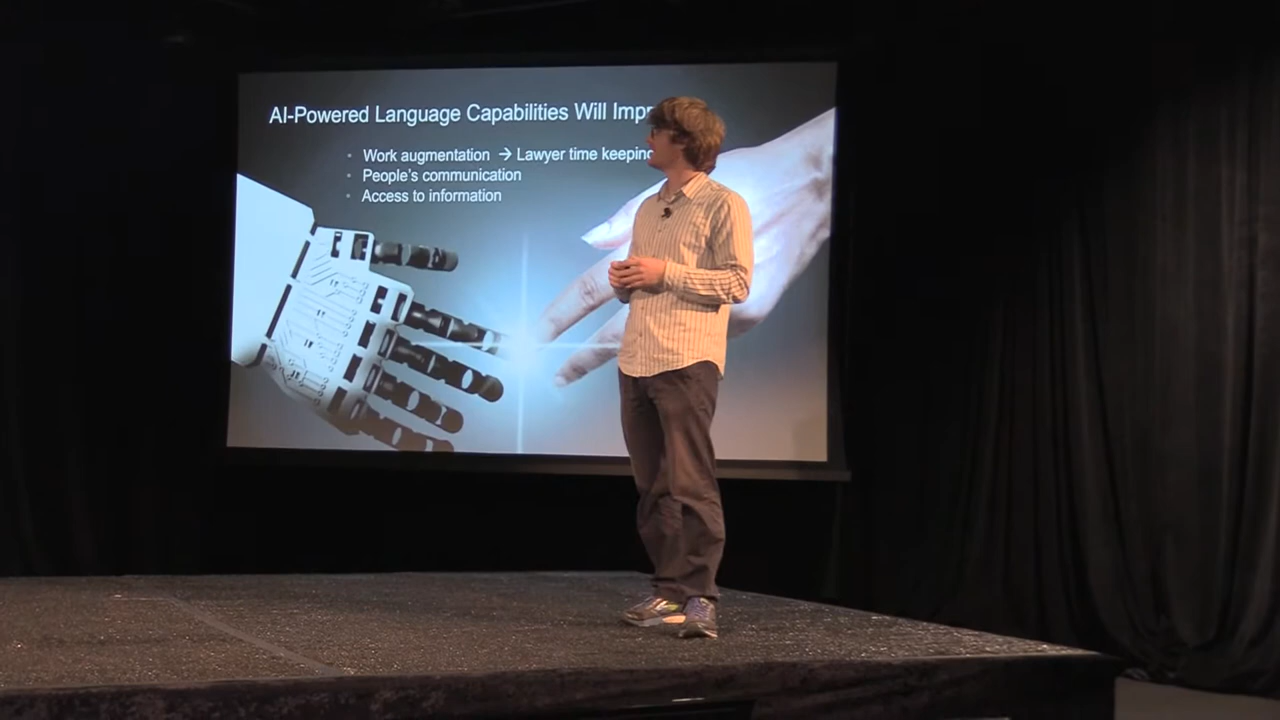 AI-Powered Language Capabilities Will Impr
• Work augmentation → Lawyer time keeping
• People's communication
• Access to information